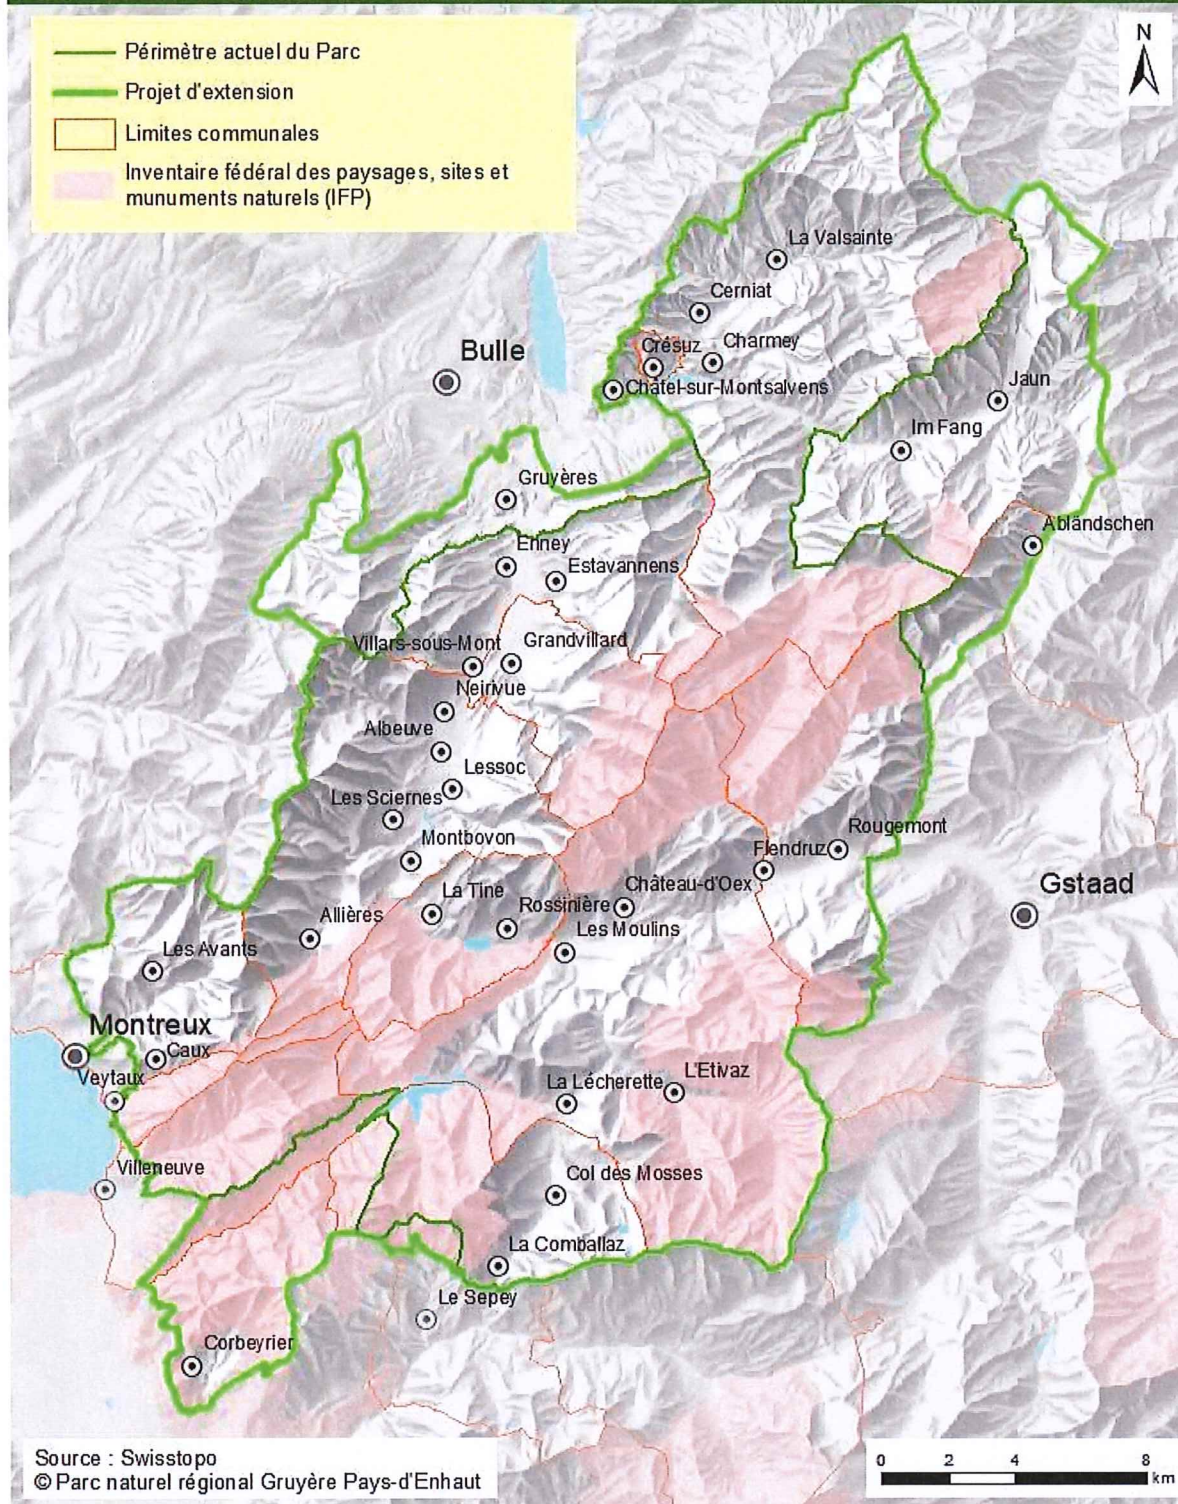 N
Périmètre actuel du Parc
Projet d'extension
Limites communales
Inventaire fédéral des paysages, sites et
munuments naturels (IFP)
La Valsainte
Cerniat
Crésuz
Charmey
Bulle
Châtel-sur-Montsalvens
Jaun
Im Fang
Gruyères
Abländschen
Enney
Estavannens
Villars-sous-Mont
Grandvillard
Neirivue
Albeuve
Lessoc
Les Sciernes
Montbovon
Rougemont
Flendruz
Château-d'Oex
Gstaad
La Tine
Rossinière
Allières
Les Moulins
Les Avants
Montreux
Caux
Veytaux
La Lécherette
L'Etivaz
Villeneuve
Col des Mosses
La Comballaz
Le Sepey
Corbeyrier
Source : Swisstopo
© Parc naturel régional Gruyère Pays-d'Enhaut
0 2 4 8
km